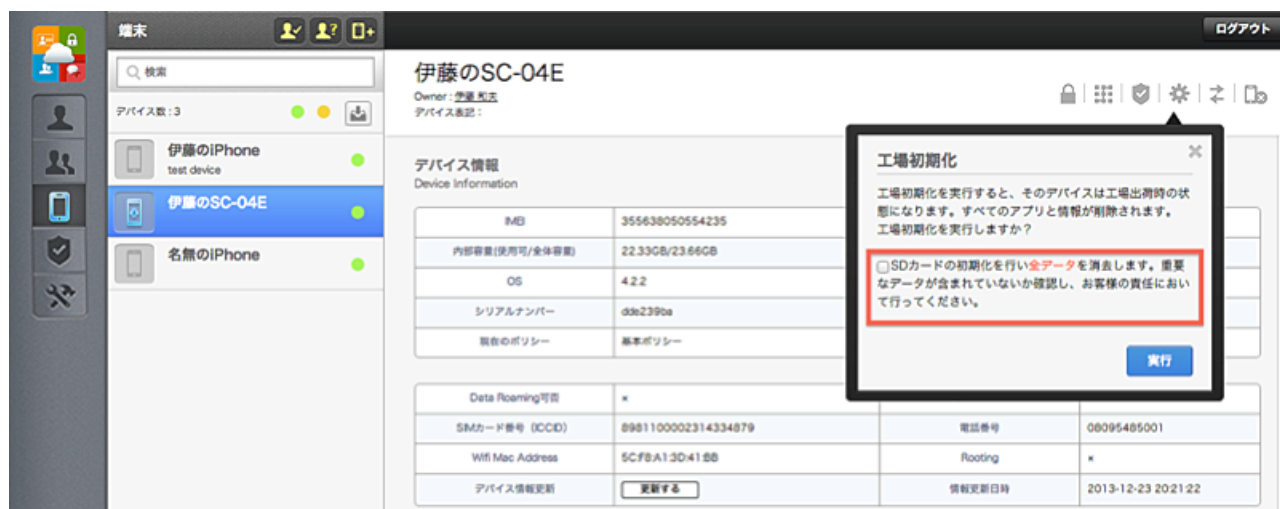 端末
ログアウト
検索
デバイス数 : 3
伊藤のiPhone
test device
伊藤のSC-04E
名無のiPhone
伊藤のSC-04E
Owner : 伊藤 和夫
デバイス表記 :
デバイス情報
Device Information
IMEI 355638050554235
内部容量(使用可/全体容量) 22.33GB/23.66GB
OS 4.2.2
シリアルナンバー dde239ba
現在のポリシー 基本ポリシー
工場初期化
工場初期化を実行すると、そのデバイスは工場出荷時の状
態になります。すべてのアプリと情報が削除されます。
工場初期化を実行しますか？
SDカードの初期化を行い全データを消去します。重要
なデータが含まれていないか確認し、お客様の責任におい
て行ってください。
実行
Data Roaming可否 ×
SIMカード番号（ICCID） 8981100002314334879 電話番号 08095485001
Wifi Mac Address 5C:F8:A1:3D:41:BB Rooting ×
デバイス情報更新 更新する 情報更新日時 2013-12-23 20:21:22